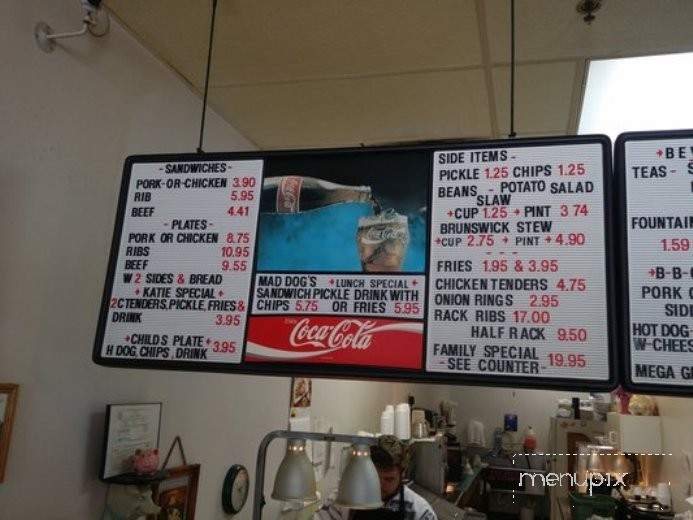 - SANDWICHES -
PORK-OR-CHICKEN 3.90
RIB 5.95
BEEF 4.41
- PLATES -
PORK OR CHICKEN 8.75
RIBS 10.95
BEEF 9.55
W 2 SIDES & BREAD
+ KATIE SPECIAL +
2 C TENDERS, PICKLE, FRIES &
DRINK 3.95
+ CHILDS PLATE +
H DOG, CHIPS, DRINK 3.95
Coca-Cola
MAD DOG'S + LUNCH SPECIAL +
SANDWICH PICKLE DRINK WITH
CHIPS 5.75 OR FRIES 5.95
Coca-Cola
SIDE ITEMS -
PICKLE 1.25 CHIPS 1.25
BEANS - POTATO SALAD
SLAW
+ CUP 1.25 + PINT 3 74
BRUNSWICK STEW
+ CUP 2.75 + PINT + 4.90
- - -
FRIES 1.95 & 3.95
CHICKEN TENDERS 4.75
ONION RINGS 2.95
RACK RIBS 17.00
HALF RACK 9.50
FAMILY SPECIAL 19.95
- SEE COUNTER -
+ BE
TEAS - S
FOUNTAIN
1.59
+ B-B-
PORK
SID
HOT DOG
W-CHEES
MEGA G
menupix